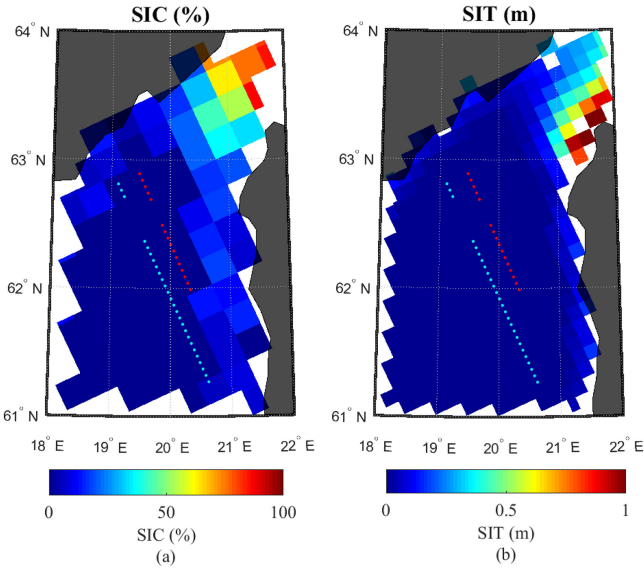 SIC (%) SIT (m)
64° N 64° N
63° N 63° N
62° N 62° N
61° N 61° N
18° E 19° E 20° E 21° E 22° E 18° E 19° E 20° E 21° E 22° E
0 50 100 0 0.5 1
SIC (%) SIT (m)
(a) (b)